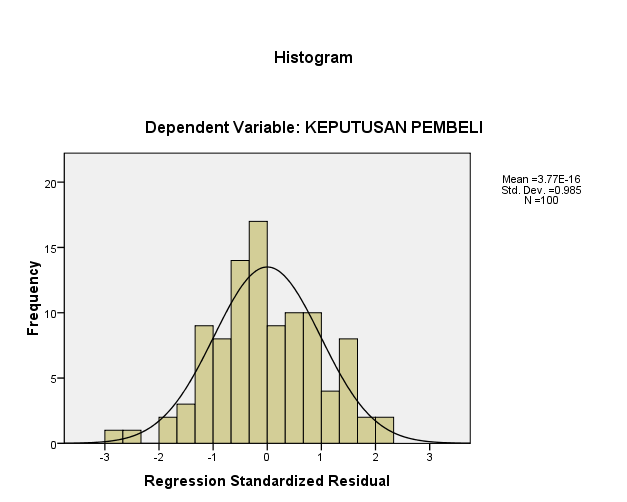 Histogram
Dependent Variable: KEPUTUSAN PEMBELI
Mean =3.77E-16
Std. Dev. =0.985
N =100
20
15
10
5
0
Frequency
-3 -2 -1 0 1 2 3
Regression Standardized Residual